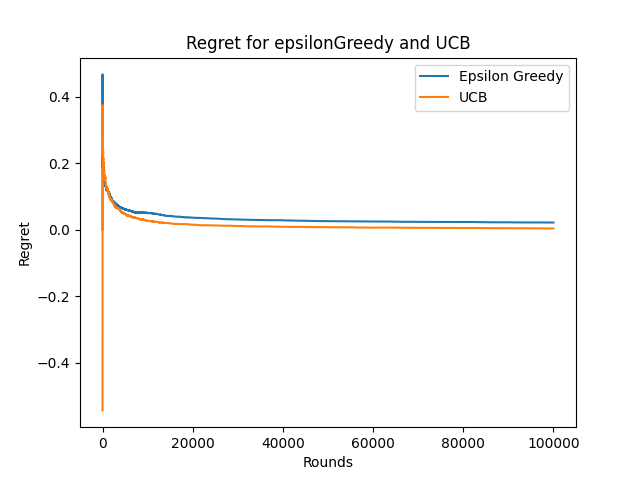 Regret for epsilonGreedy and UCB
Epsilon Greedy
UCB
0.4
0.2
0.0
−0.2
−0.4
Regret
0 20000 40000 60000 80000 100000
Rounds